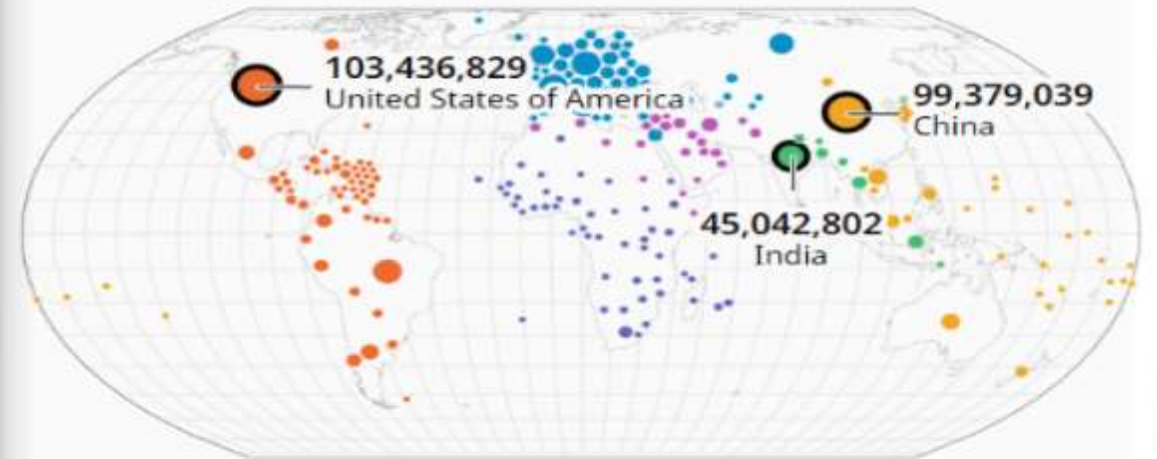 103,436,829
United States of America
99,379,039
China
45,042,802
India